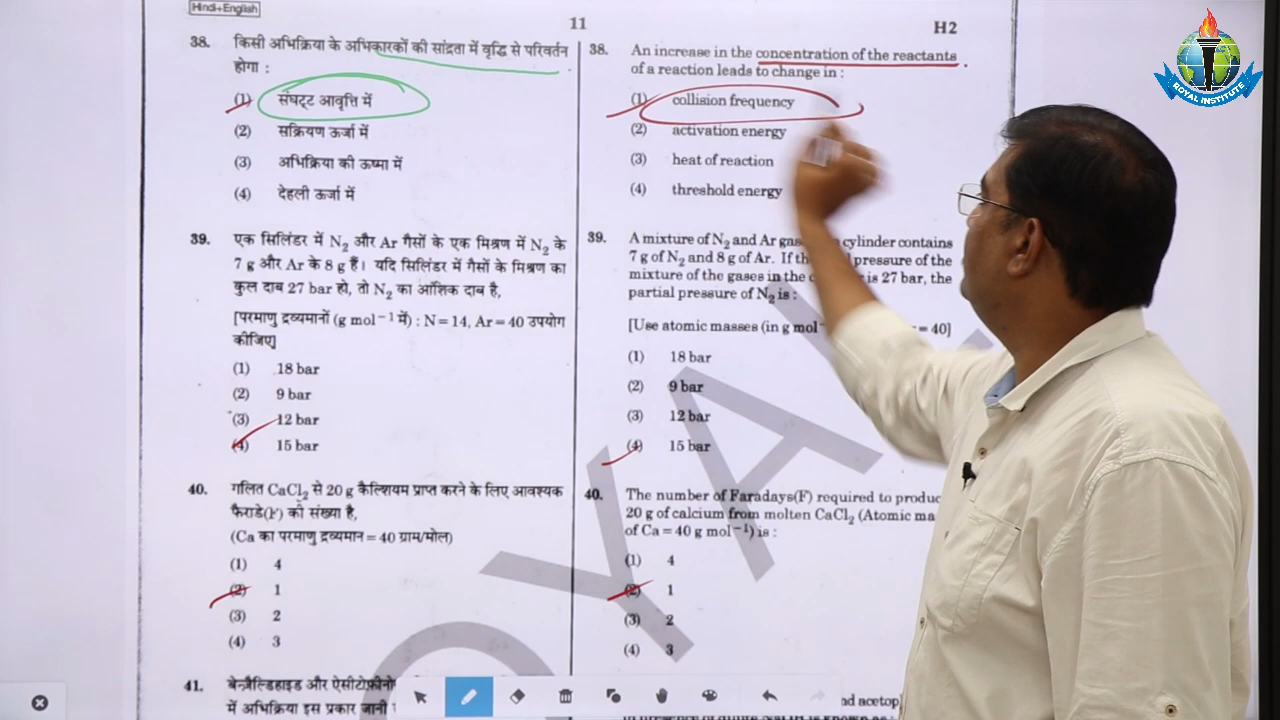 Hindi+English
11
H2
ROYAL INSTITUTE
38. किसी अभिक्रिया के अभिकारकों की सांद्रता में वृद्धि से परिवर्तन
होगा :
(1) संघट्ट आवृत्ति में
(2) सक्रियण ऊर्जा में
(3) अभिक्रिया की ऊष्मा में
(4) देहली ऊर्जा में
39. एक सिलिंडर में N₂ और Ar गैसों के एक मिश्रण में N₂ के
7 g और Ar के 8 g हैं। यदि सिलिंडर में गैसों के मिश्रण का
कुल दाब 27 bar हो, तो N₂ का आंशिक दाब है,
[परमाणु द्रव्यमानों (g mol⁻¹ में) : N = 14, Ar = 40 उपयोग
कीजिए]
(1) 18 bar
(2) 9 bar
(3) 12 bar
(4) 15 bar
40. गलित CaCl₂ से 20 g कैल्शियम प्राप्त करने के लिए आवश्यक
फैराडे(F) की संख्या है,
(Ca का परमाणु द्रव्यमान = 40 ग्राम/मोल)
(1) 4
(2) 1
(3) 2
(4) 3
41. बेन्ज़ैल्डिहाइड और ऐसीटोफ़ीनो
में अभिक्रिया इस प्रकार जानी
38. An increase in the concentration of the reactants
of a reaction leads to change in :
(1) collision frequency
(2) activation energy
(3) heat of reaction
(4) threshold energy
39. A mixture of N₂ and Ar gas cylinder contains
7 g of N₂ and 8 g of Ar. If the pressure of the
mixture of the gases in the is 27 bar, the
partial pressure of N₂ is :
[Use atomic masses (in g mol⁻ = 40]
(1) 18 bar
(2) 9 bar
(3) 12 bar
(4) 15 bar
40. The number of Faradays(F) required to produc
20 g of calcium from molten CaCl₂ (Atomic ma
of Ca = 40 g mol⁻¹) is :
(1) 4
(2) 1
(3) 2
(4) 3
ad acetop